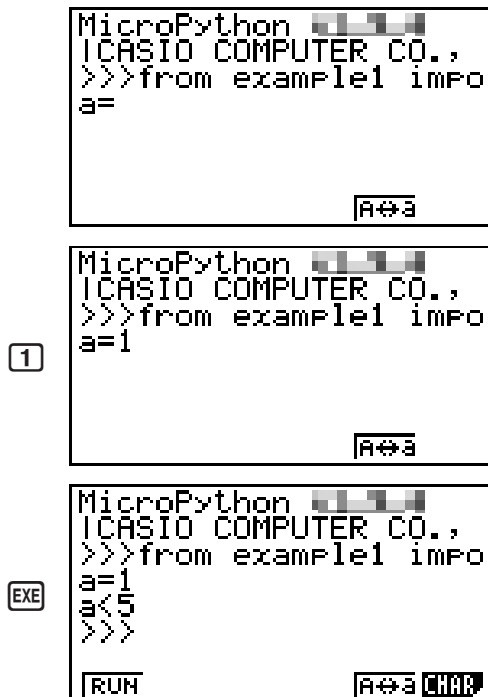 MicroPython
|CASIO COMPUTER CO.,
>>>from example1 impo
a=
A↔a
MicroPython
|CASIO COMPUTER CO.,
>>>from example1 impo
1
a=1
A↔a
MicroPython
|CASIO COMPUTER CO.,
>>>from example1 impo
EXE
a=1
a<5
>>>
RUN A↔a CHAR